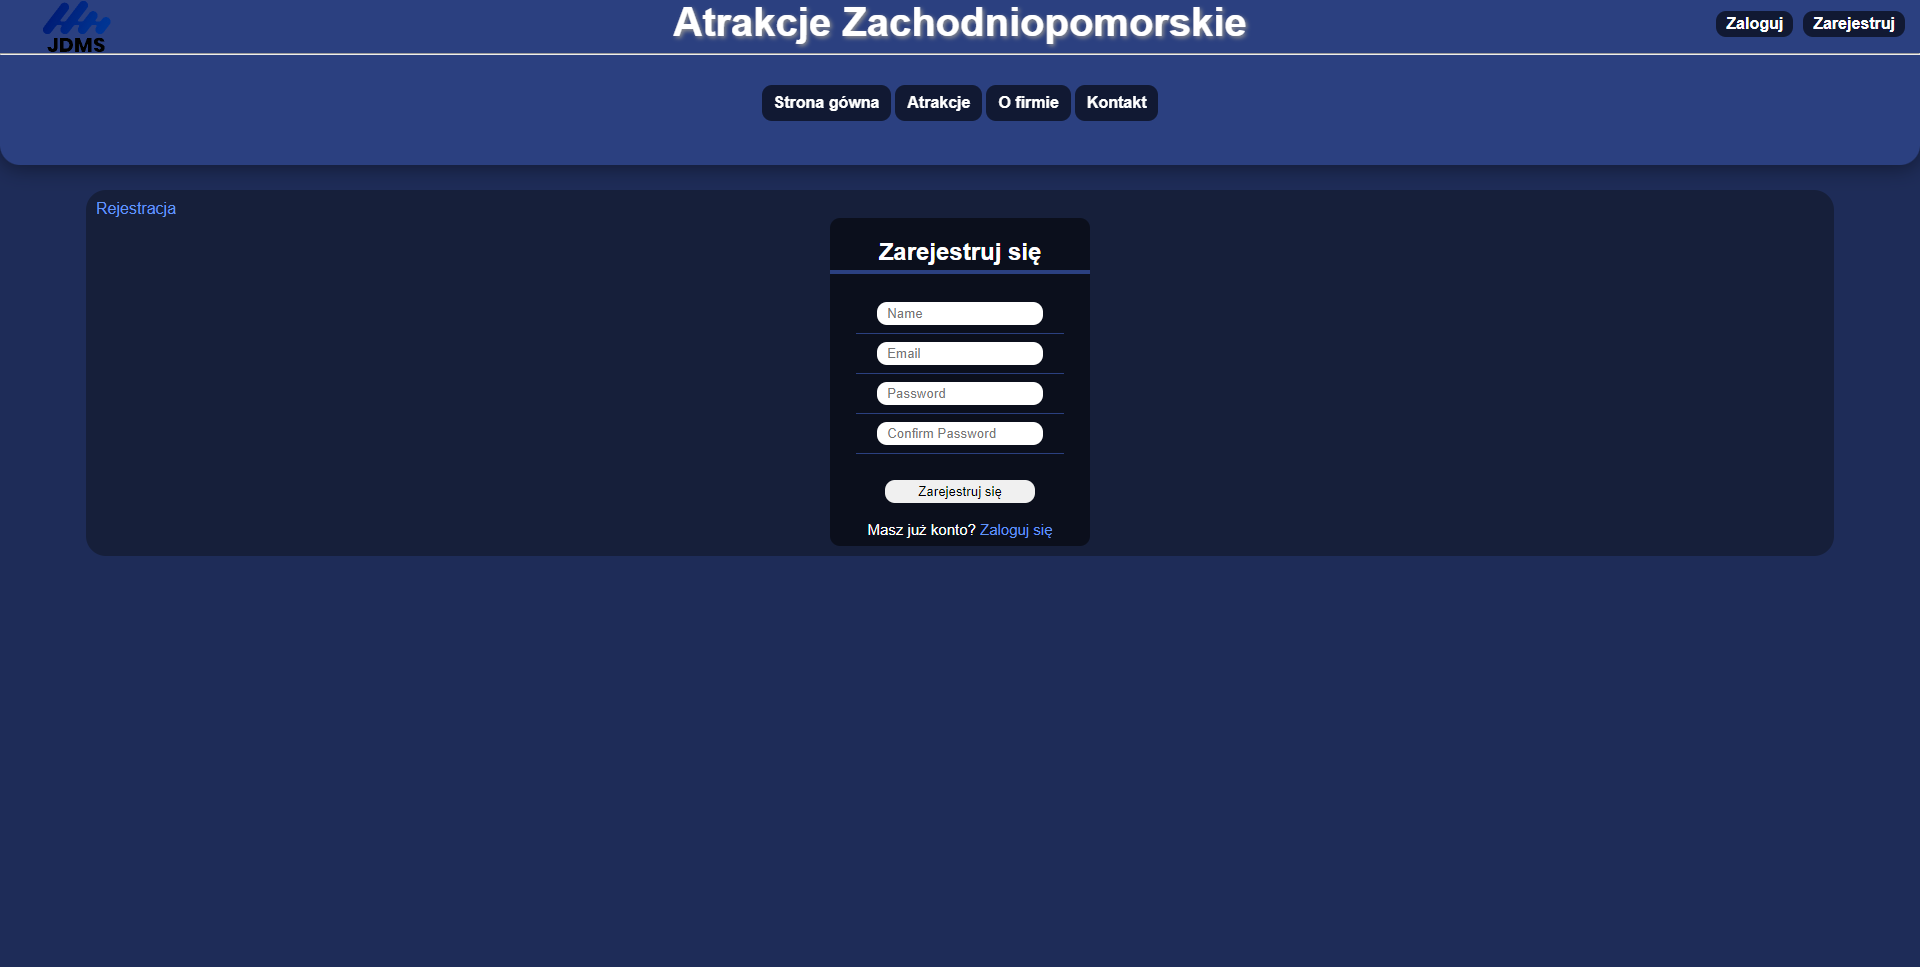 JDMS
Atrakcje Zachodniopomorskie
Zaloguj Zarejestruj
Strona gówna Atrakcje O firmie Kontakt
Rejestracja
Zarejestruj się
Name
Email
Password
Confirm Password
Zarejestruj się
Masz już konto? Zaloguj się